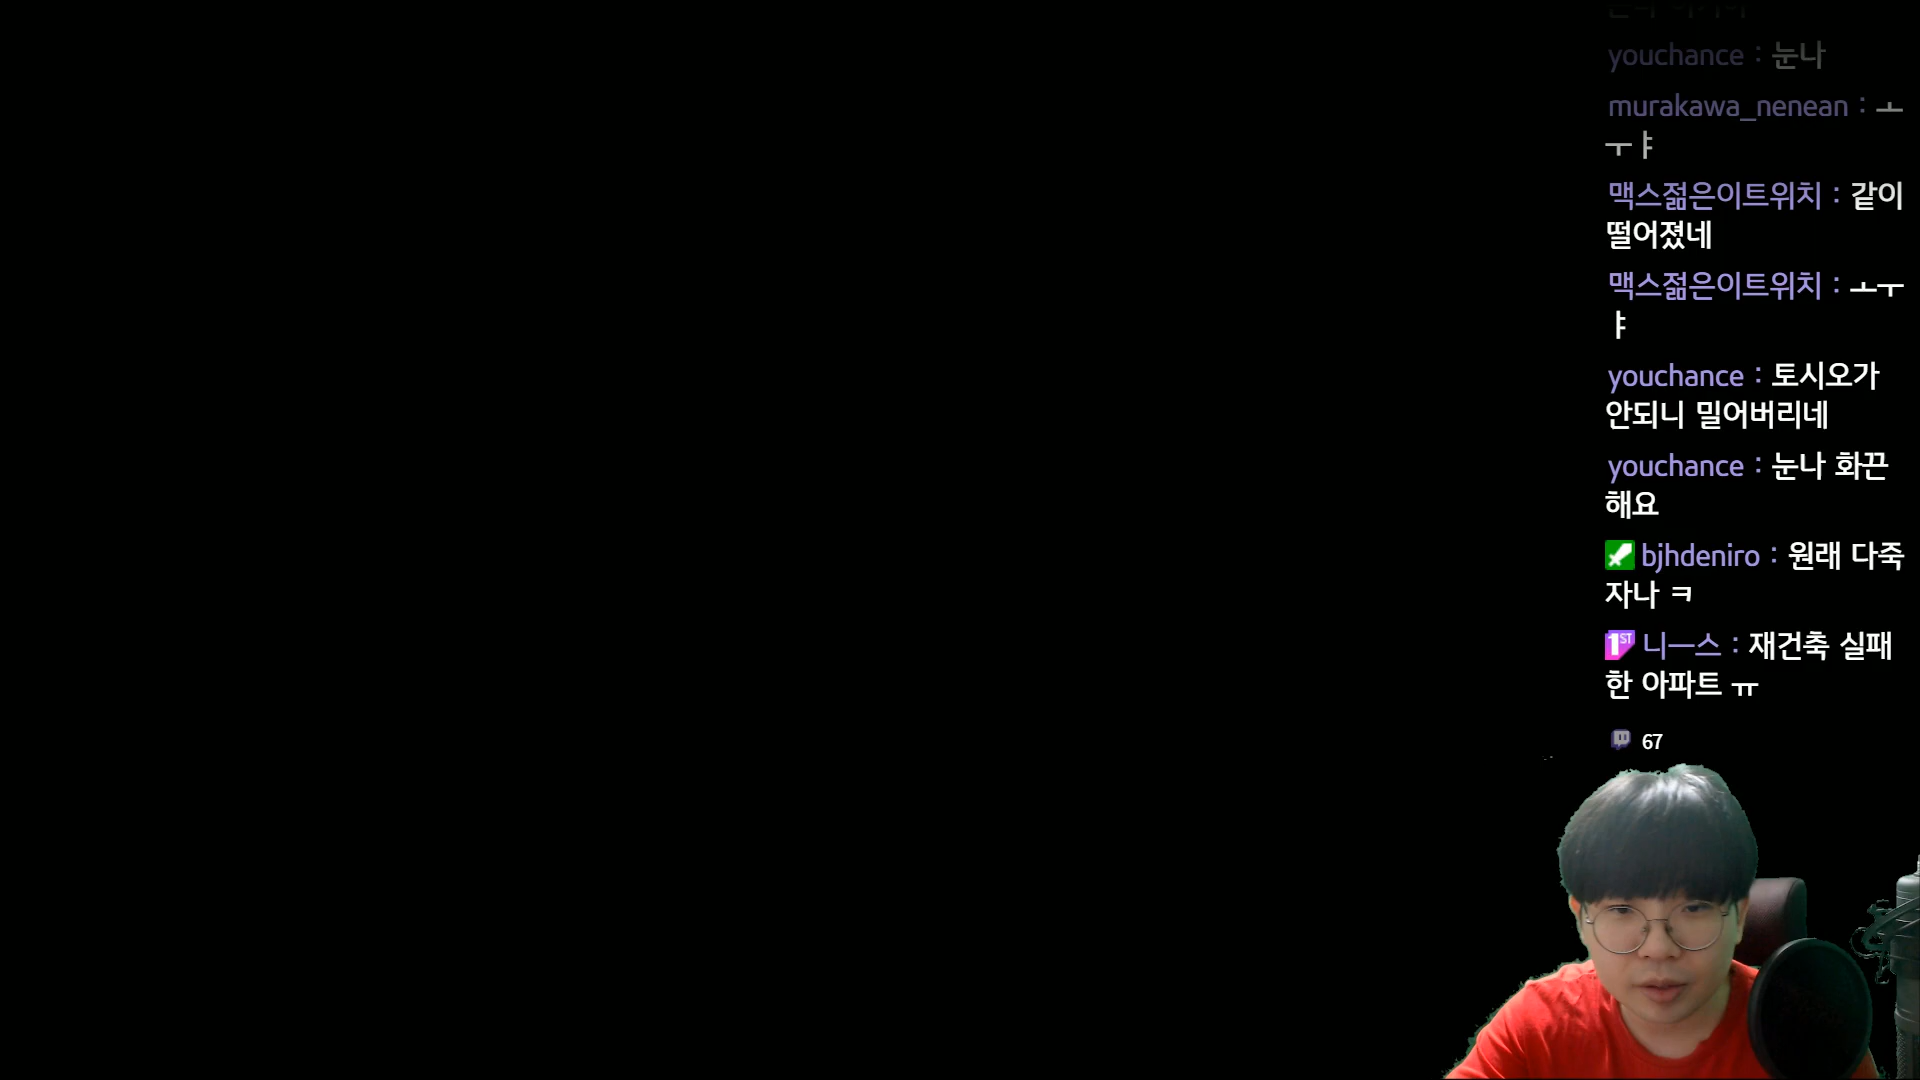 youchance : 눈나
murakawa_nenean : ㅗ
ㅜㅑ
맥스젊은이트위치 : 같이
떨어졌네
맥스젊은이트위치 : ㅗㅜ
ㅑ
youchance : 토시오가
안되니 밀어버리네
youchance : 눈나 화끈
해요
bjhdeniro : 원래 다죽
자나 ㅋ
1ST 니―스 : 재건축 실패
한 아파트 ㅠ
67